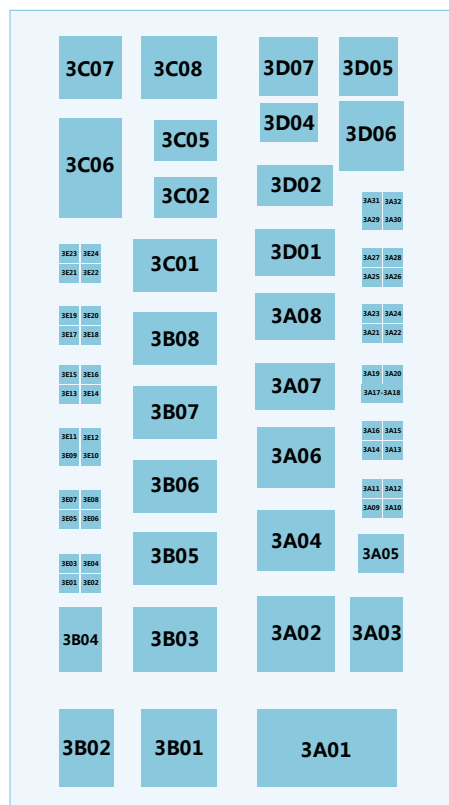 3C07 3C08 3D07 3D05
3D04
3C05 3D06
3C06
3C02 3D02
3A31 3A32
3A29 3A30
3E23 3E24 3C01 3D01 3A27 3A28
3E21 3E22 3A25 3A26
3E19 3E20 3B08 3A08 3A23 3A24
3E17 3E18 3A21 3A22
3E15 3E16 3A07 3A19 3A20
3E13 3E14 3B07 3A17-3A18
3E11 3E12 3A06 3A16 3A15
3E09 3E10 3A14 3A13
3B06 3A11 3A12
3E07 3E08 3A09 3A10
3E05 3E06
3B05 3A04 3A05
3E03 3E04
3E01 3E02
3B04 3B03 3A02 3A03
3B02 3B01 3A01